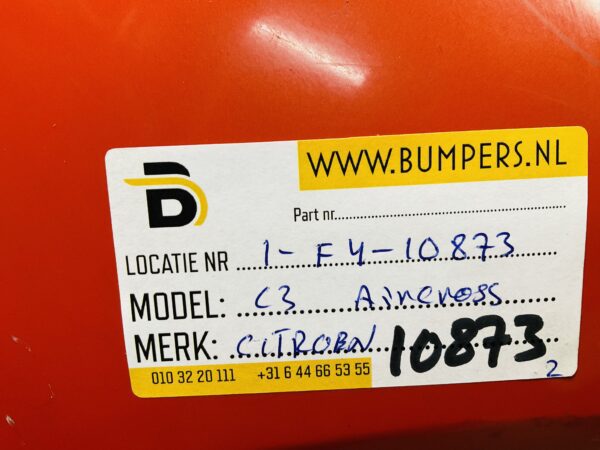 WWW.BUMPERS.NL
Part nr.
LOCATIE NR 1-F4-10873
MODEL: C3 Aircross
MERK: CITROEN 10873
010 32 20 111 +31 6 44 66 53 55 2